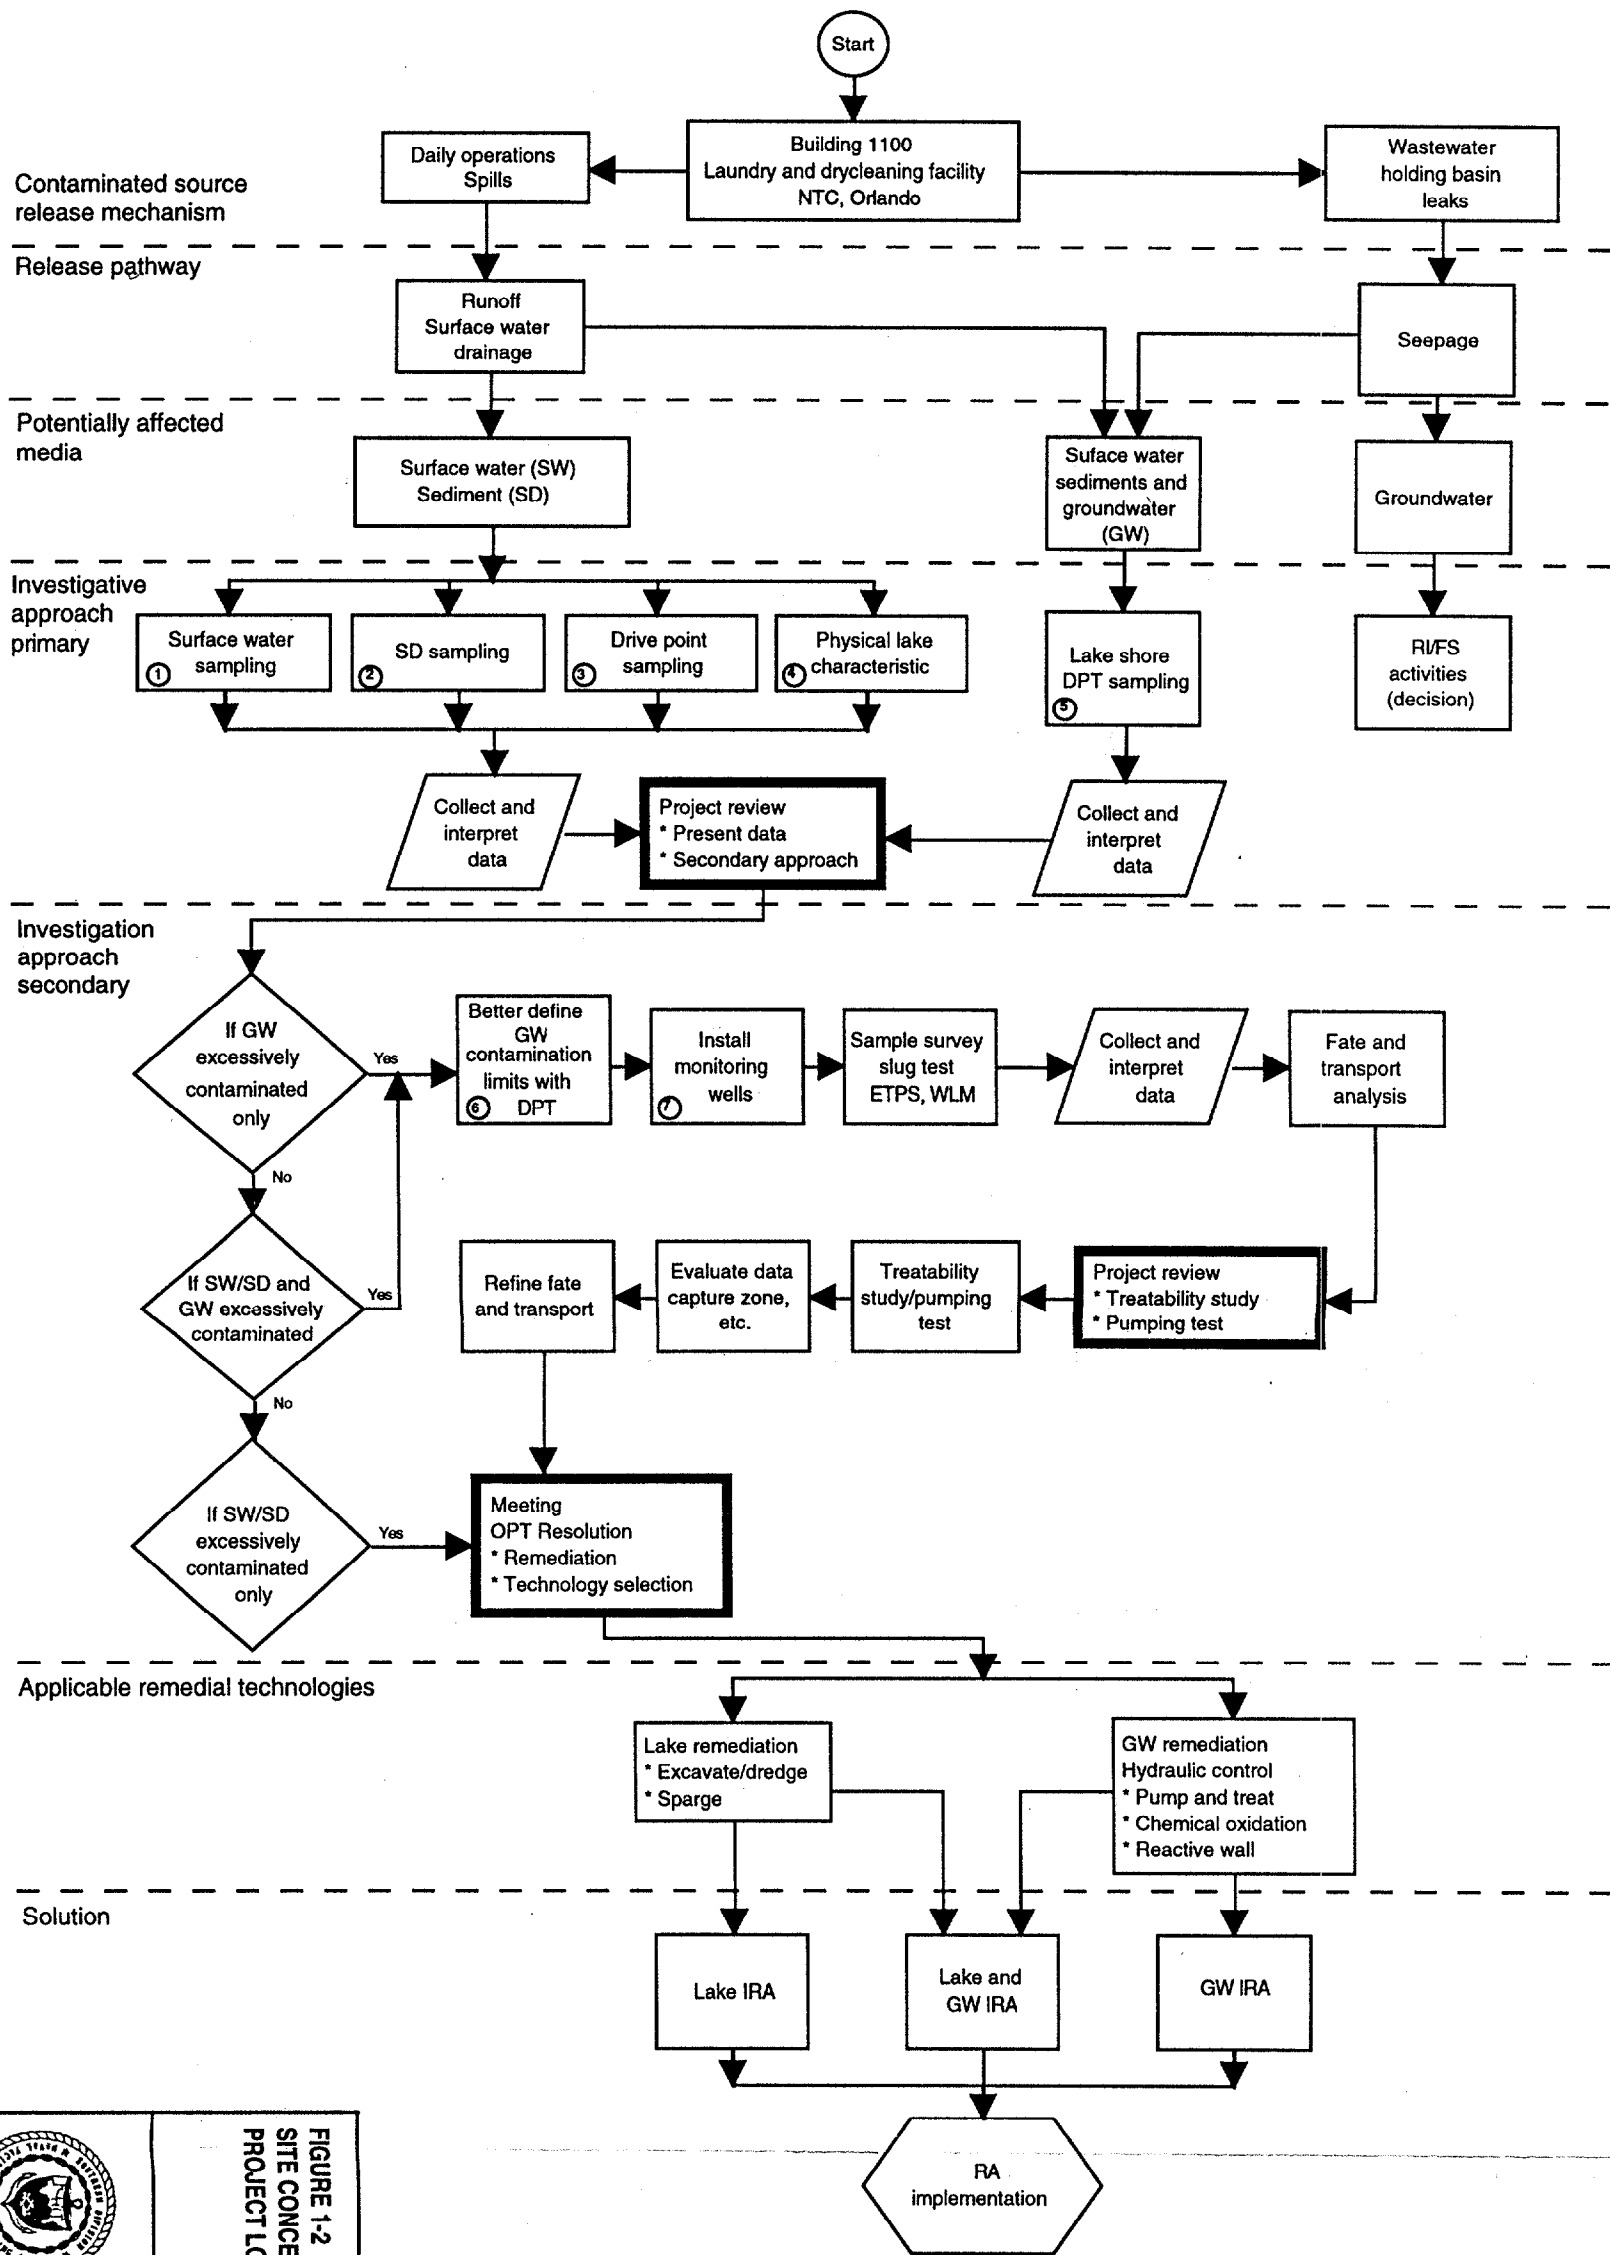 Start
Building 1100
Laundry and drycleaning facility
NTC, Orlando
Daily operations
Spills
Wastewater
holding basin
leaks
Contaminated source
release mechanism
Release pathway
Runoff
Surface water
drainage
Seepage
Potentially affected
media
Surface water (SW)
Sediment (SD)
Suface water
sediments and
groundwater
(GW)
Groundwater
Investigative
approach
primary
Surface water
sampling
1
SD sampling
2
Drive point
sampling
3
Physical lake
characteristic
4
Lake shore
DPT sampling
5
RI/FS
activities
(decision)
Collect and
interpret
data
Project review
* Present data
* Secondary approach
Collect and
interpret
data
Investigation
approach
secondary
If GW
excessively
contaminated
only
Yes
No
Better define
GW
contamination
limits with
DPT
6
Install
monitoring
wells
7
Sample survey
slug test
ETPS, WLM
Collect and
interpret
data
Fate and
transport
analysis
If SW/SD and
GW excessively
contaminated
Yes
No
Refine fate
and transport
Evaluate data
capture zone,
etc.
Treatability
study/pumping
test
Project review
* Treatability study
* Pumping test
If SW/SD
excessively
contaminated
only
Yes
Meeting
OPT Resolution
* Remediation
* Technology selection
Applicable remedial technologies
Lake remediation
* Excavate/dredge
* Sparge
GW remediation
Hydraulic control
* Pump and treat
* Chemical oxidation
* Reactive wall
Solution
Lake IRA
Lake and
GW IRA
GW IRA
RA
implementation
FIGURE 1-2
SITE CONCE
PROJECT LO
SOUTHERN DIVISION